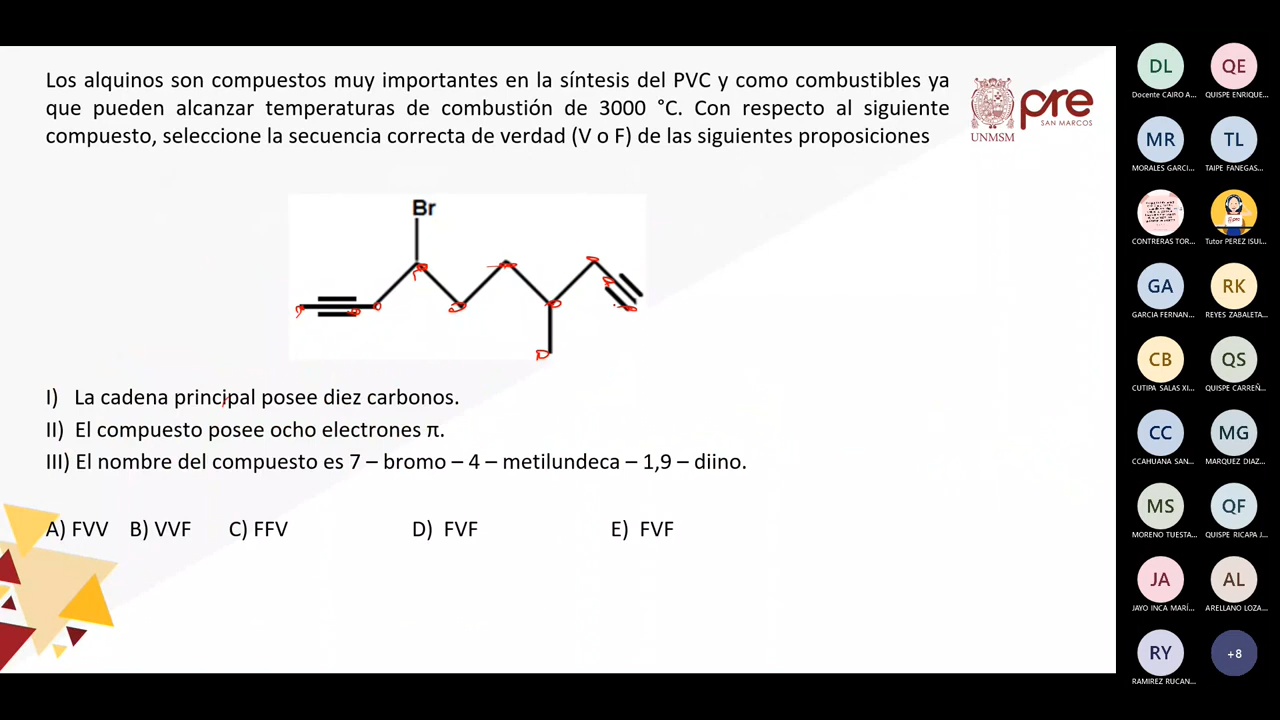 Los alquinos son compuestos muy importantes en la síntesis del PVC y como combustibles ya
que pueden alcanzar temperaturas de combustión de 3000 °C. Con respecto al siguiente
compuesto, seleccione la secuencia correcta de verdad (V o F) de las siguientes proposiciones
UNMSM
pre
SAN MARCOS
Br
I) La cadena principal posee diez carbonos.
II) El compuesto posee ocho electrones π.
III) El nombre del compuesto es 7 – bromo – 4 – metilundeca – 1,9 – diino.
A) FVV B) VVF C) FFV D) FVF E) FVF
DL QE
Docente CAIRO A... QUISPE ENRIQUE...
MR TL
MORALES GARCI... TAIPE FANEGAS...
CONTRERAS TOR... Tutor PEREZ ISUI...
GA RK
GARCIA FERNAN... REYES ZABALETA...
CB QS
CUTIPA SALAS XI... QUISPE CARREÑ...
CC MG
CCAHUANA SAN... MARQUEZ DIAZ...
MS QF
MORENO TUESTA... QUISPE RICAPA J...
JA AL
JAYO INCA MARÍ... ARELLANO LOZA...
RY +8
RAMIREZ RUCAN...